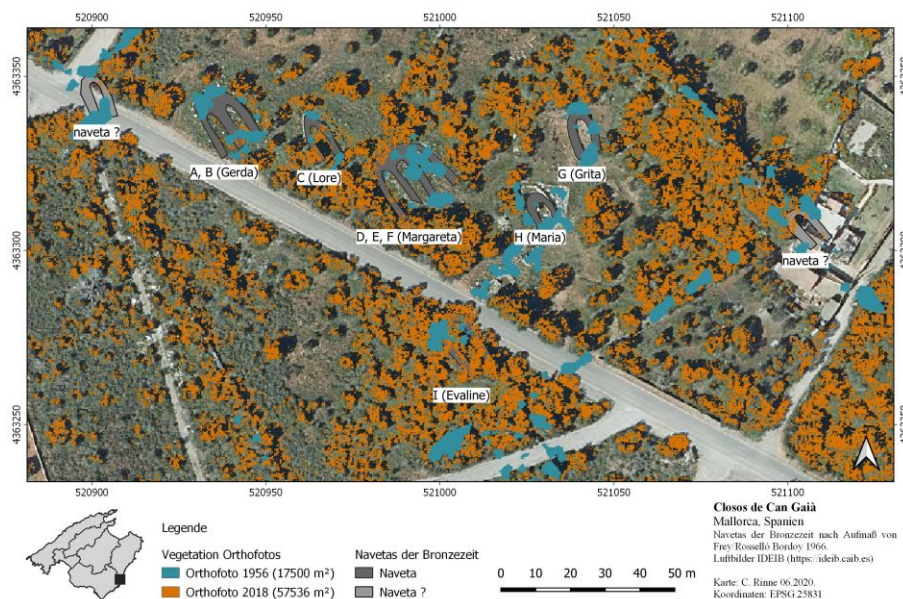 520900 520950 521000 521050 521100
4363350
4363350
naveta ?
A, B (Gerda)
C (Lore)
G (Grita)
D, E, F (Margareta)
H (Maria)
naveta ?
4363300
4363300
I (Evaline)
4363250
4363250
520900 520950 521000 521050 521100
Legende
Vegetation Orthofotos
Orthofoto 1956 (17500 m²)
Orthofoto 2018 (57536 m²)
Navetas der Bronzezeit
Naveta
Naveta ?
0 10 20 30 40 50 m
Closos de Can Gaià
Mallorca, Spanien
Navetas der Bronzezeit nach Aufmaß von
Frey/Rosselló Bordoy 1966.
Luftbilder IDEIB (https://ideib.caib.es)
Karte: C. Rinne 06.2020.
Koordinaten: EPSG 25831